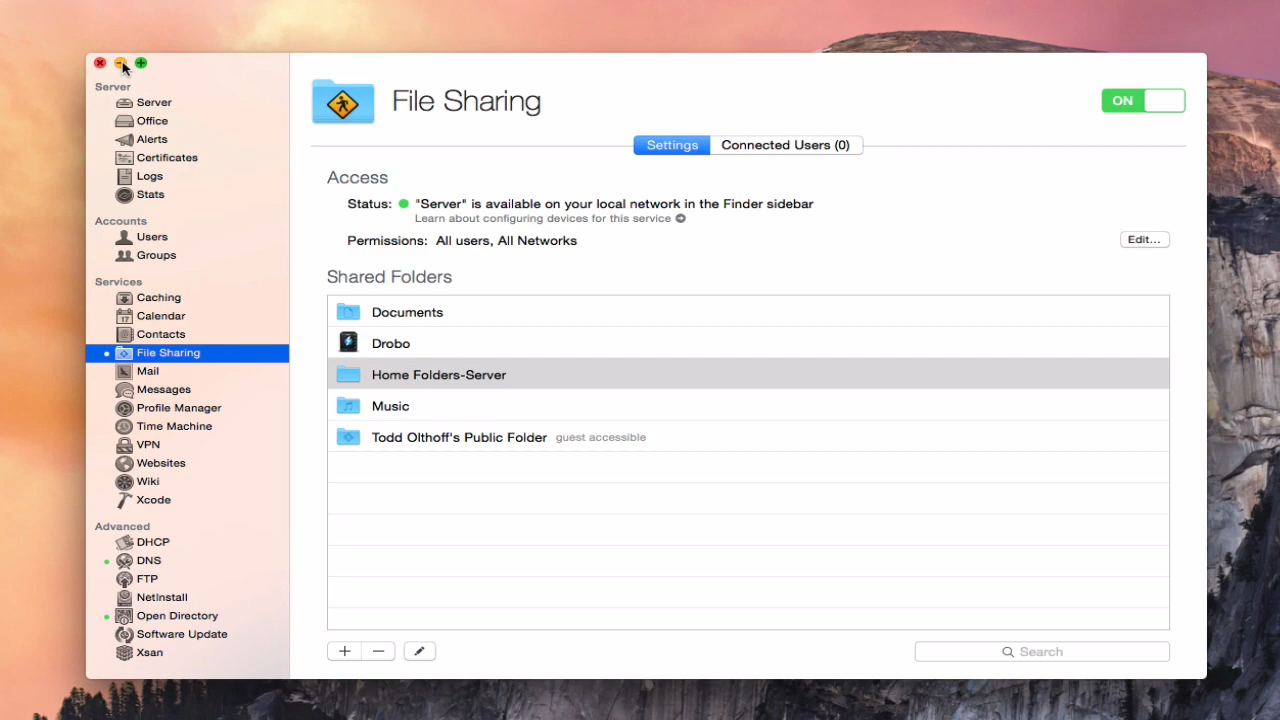 Server
Server
Office
Alerts
Certificates
Logs
Stats
Accounts
Users
Groups
Services
Caching
17 Calendar
Contacts
File Sharing
Mail
Messages
Profile Manager
Time Machine
VPN
Websites
Wiki
Xcode
Advanced
DHCP
DNS
FTP
NetInstall
Open Directory
Software Update
Xsan
File Sharing
ON
Settings Connected Users (0)
Access
Status: "Server" is available on your local network in the Finder sidebar
Learn about configuring devices for this service
Permissions: All users, All Networks Edit...
Shared Folders
Documents
Drobo
Home Folders-Server
Music
Todd Olthoff's Public Folder guest accessible
Search